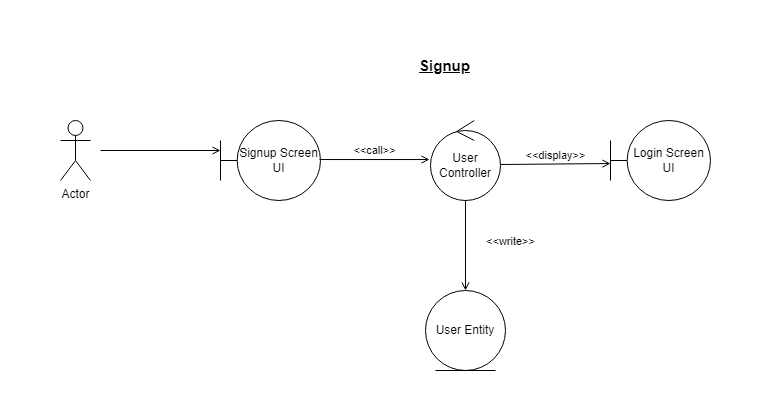 Signup
Actor
Signup Screen
UI
<<call>>
User
Controller
<<display>>
Login Screen
UI
<<write>>
User Entity